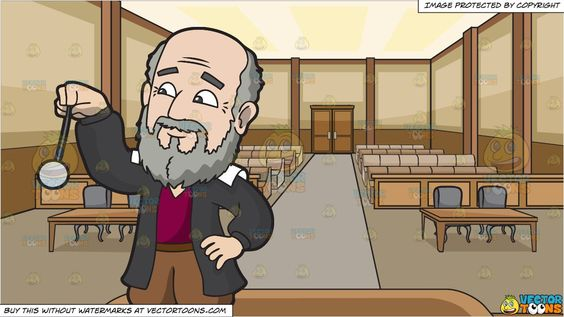 IMAGE PROTECTED BY COPYRIGHT
BUY THIS WITHOUT WATERMARKS AT VECTORTOONS.COM
VECTOR
TOONS